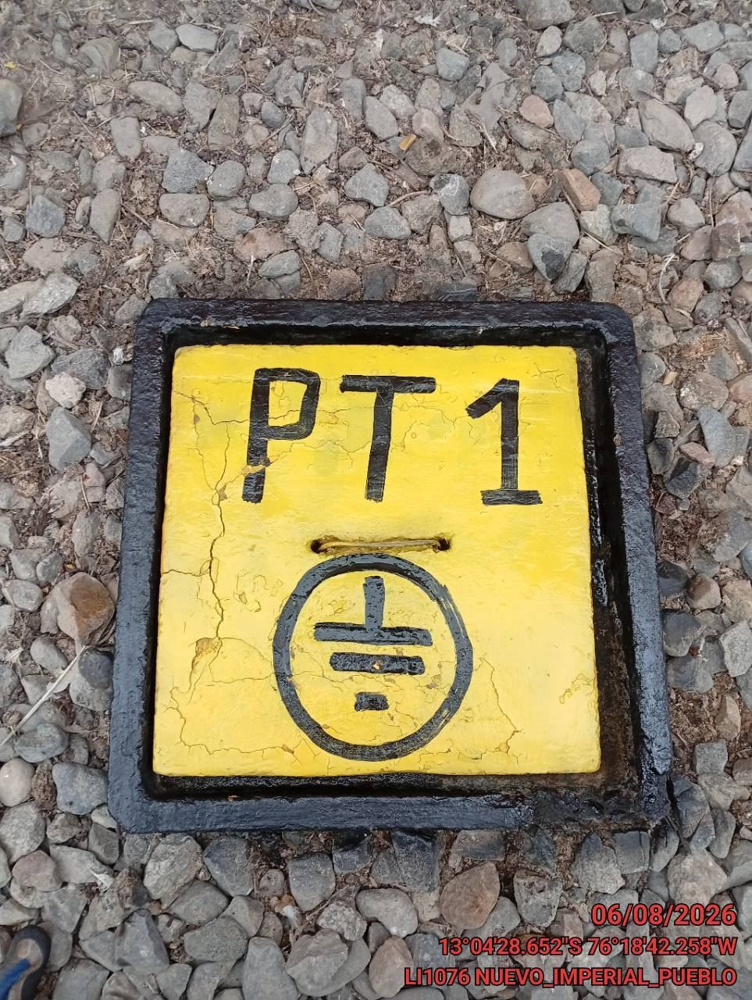 PT1
06/08/2026
13°04'28.652"S 76°18'42.258"W
LI1076 NUEVO_IMPERIAL_PUEBLO